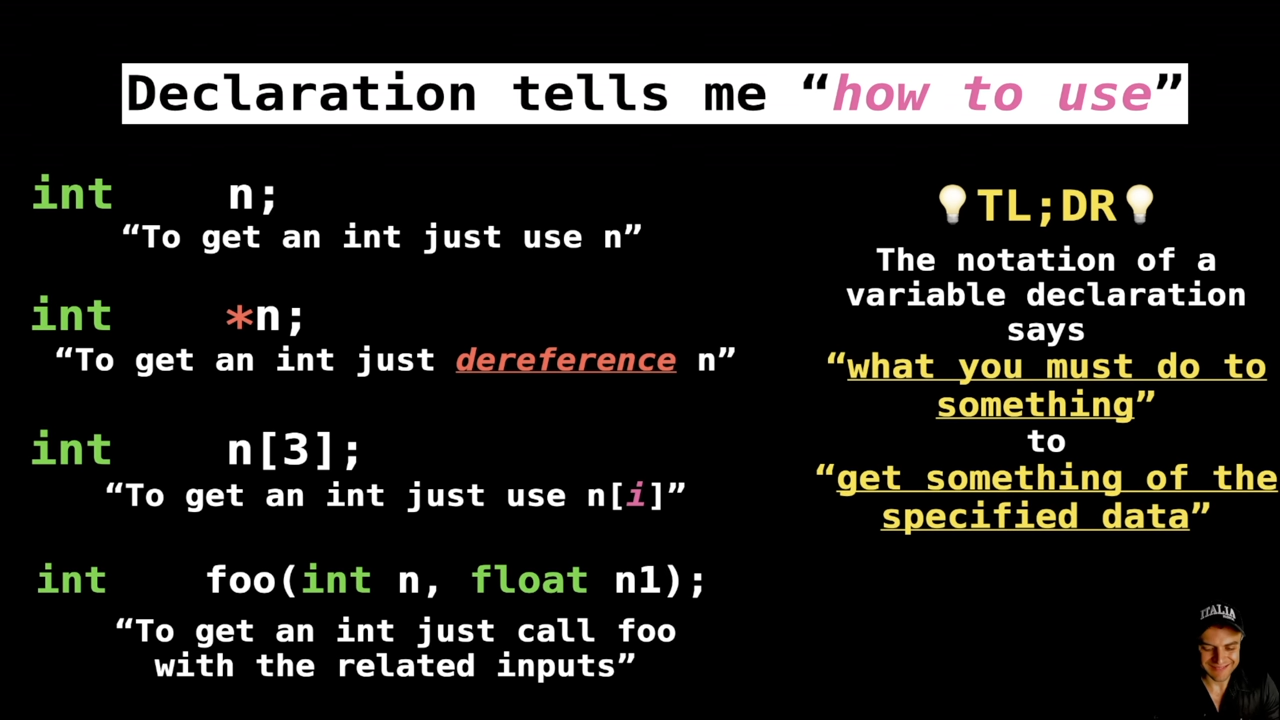 Declaration tells me “how to use”
int n;
“To get an int just use n”
int *n;
“To get an int just dereference n”
int n[3];
“To get an int just use n[i]”
int foo(int n, float n1);
“To get an int just call foo
with the related inputs”
💡TL;DR💡
The notation of a
variable declaration
says
“what you must do to
something”
to
“get something of the
specified data”
ITALIA